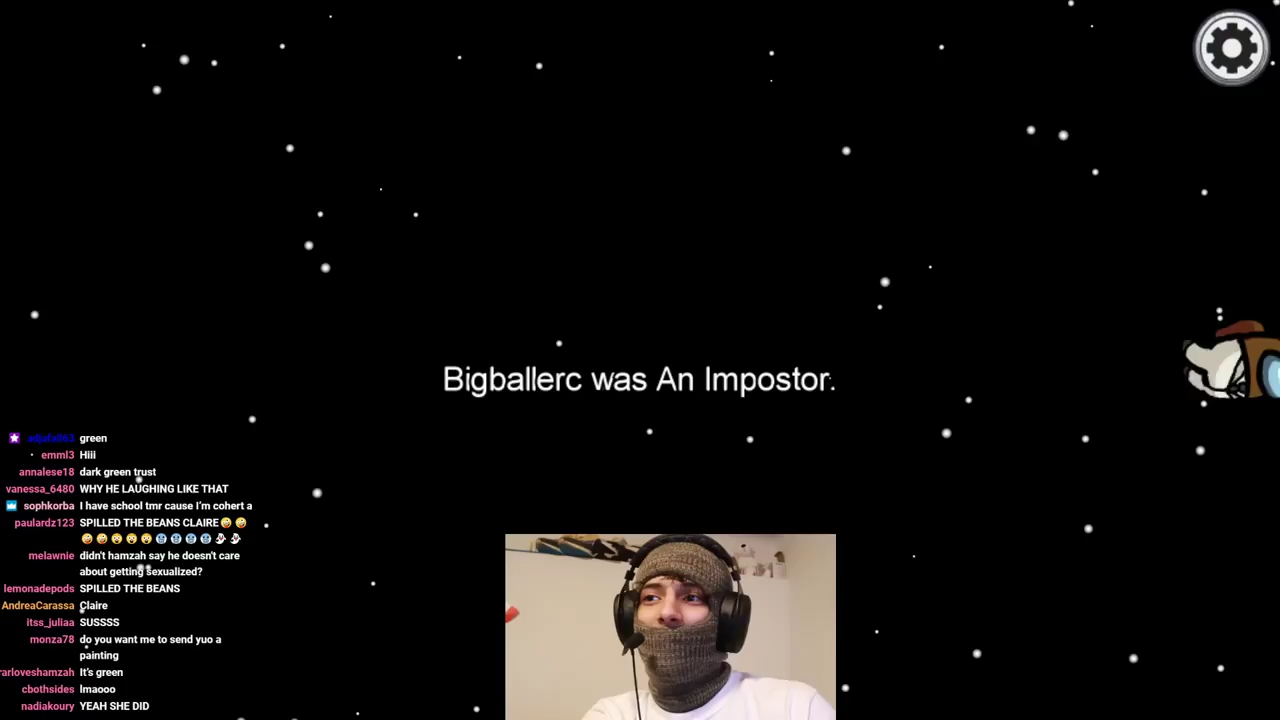 Bigballerc was An Impostor.
adjafa863 green
emml3 Hiii
annalese18 dark green trust
vanessa_6480 WHY HE LAUGHING LIKE THAT
sophkorba I have school tmr cause I'm cohert a
paulardz123 SPILLED THE BEANS CLAIRE🤪🤪
🤪🤪😲😲😲🥶🥶🥶🥶👻👻
melawnie didn't hamzah say he doesn't care
about getting sexualized?
lemonadepods SPILLED THE BEANS
AndreaCarassa Claire
itss_juliaa SUSSSS
monza78 do you want me to send yuo a
painting
rarloveshamzah It's green
cbothsides lmaooo
nadiakoury YEAH SHE DID